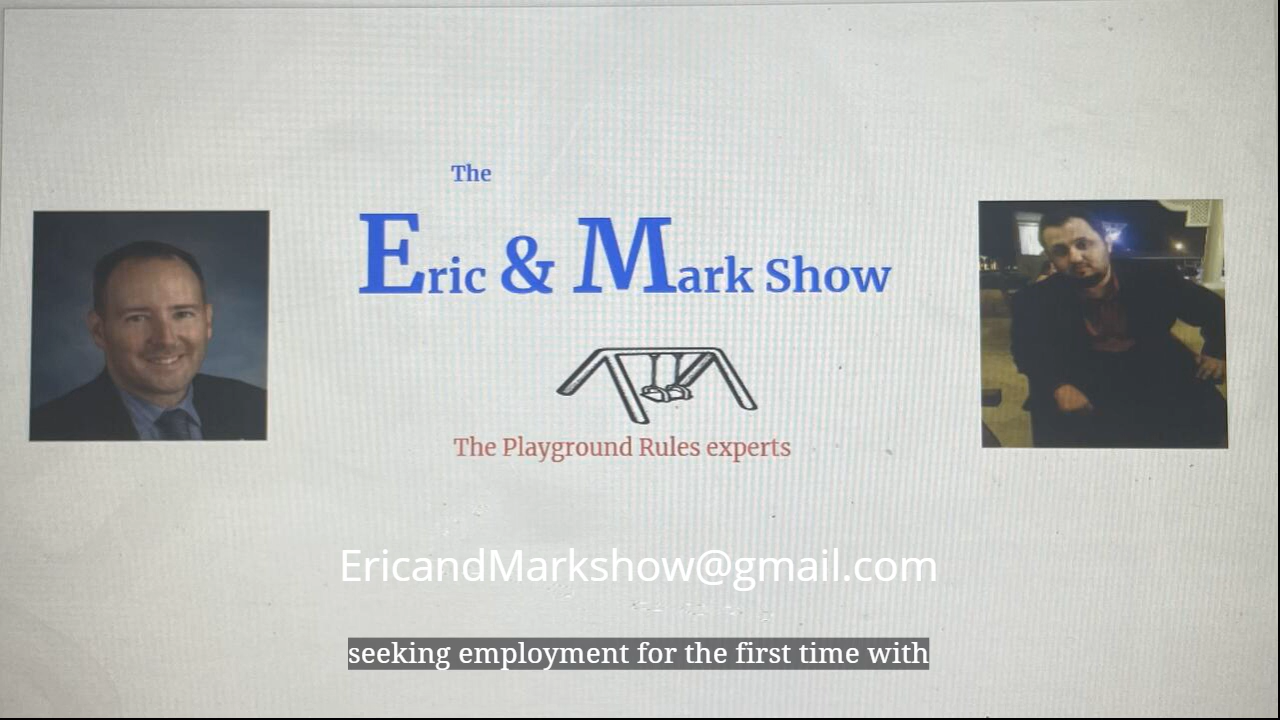 The
Eric & Mark Show
The Playground Rules experts
EricandMarkshow@gmail.com
seeking employment for the first time with